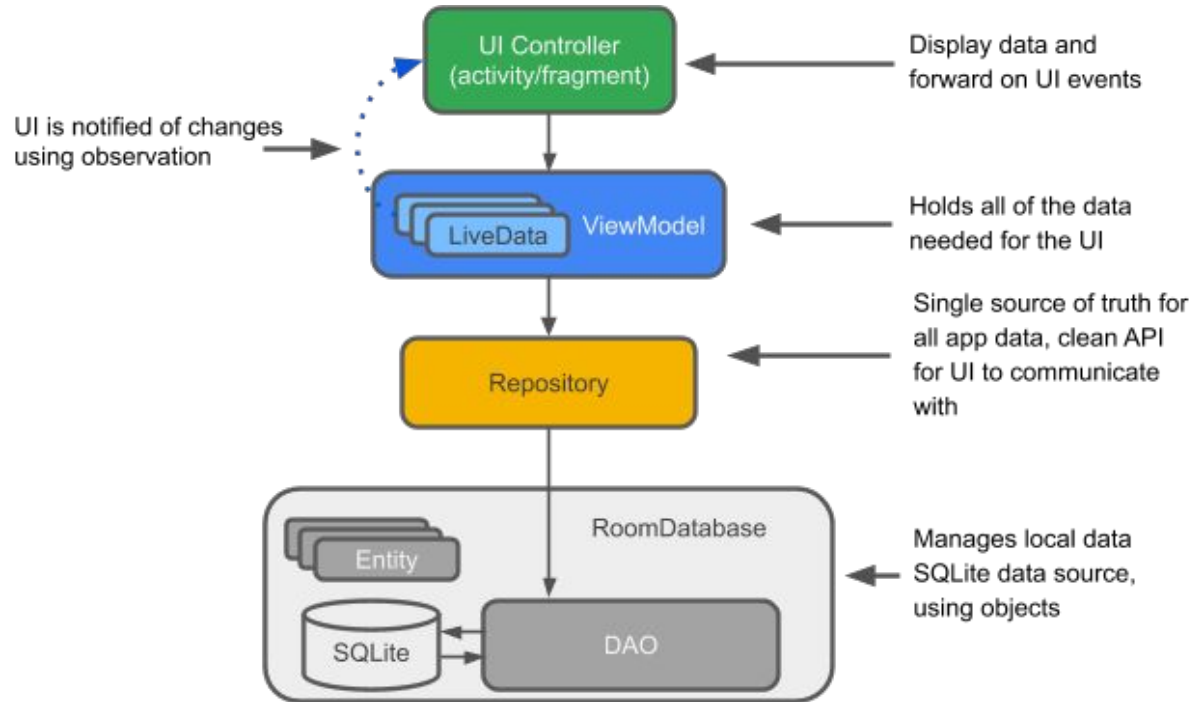 UI Controller
(activity/fragment)
Display data and
forward on UI events
UI is notified of changes
using observation
LiveData
ViewModel
Holds all of the data
needed for the UI
Single source of truth for
all app data, clean API
for UI to communicate
with
Repository
RoomDatabase
Entity
SQLite
DAO
Manages local data
SQLite data source,
using objects